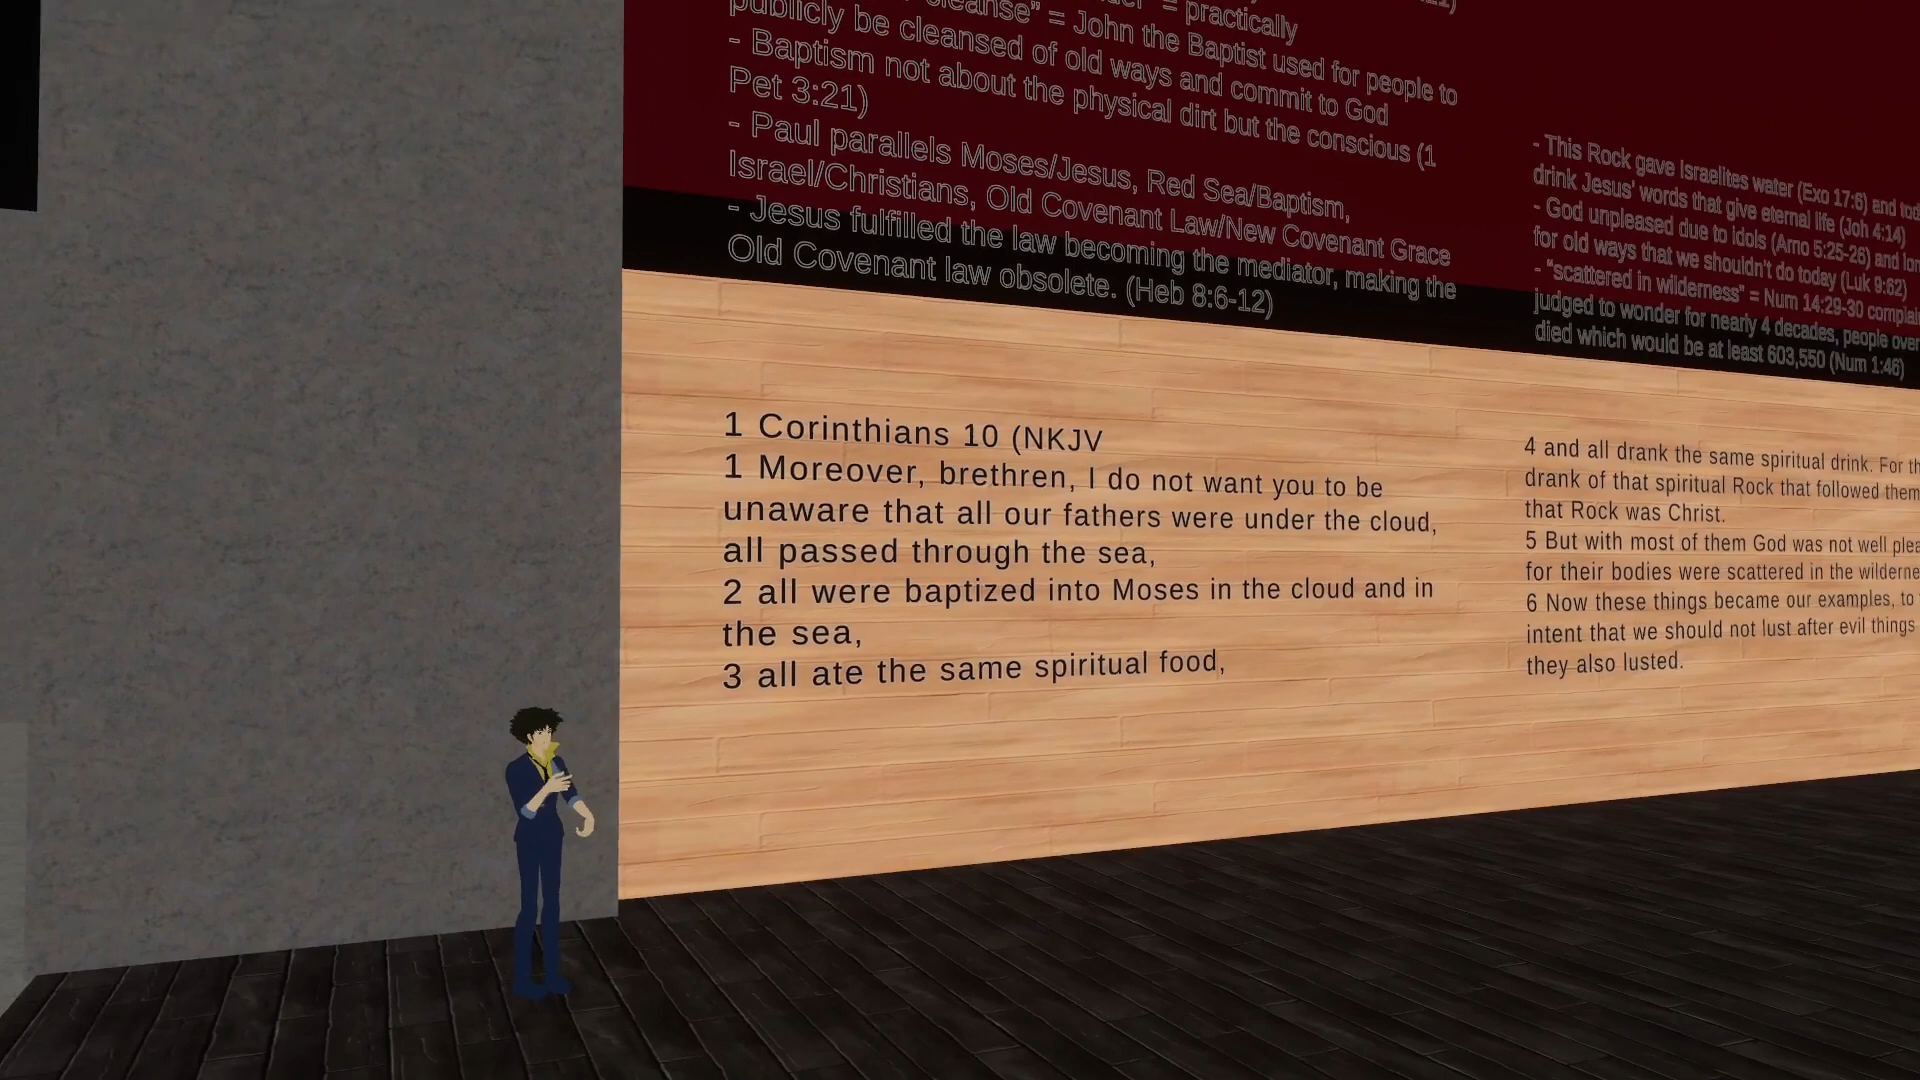 practically
cleanse" = John the Baptist used for people to
publicly be cleansed of old ways and commit to God
- Baptism not about the physical dirt but the conscious (1
Pet 3:21)
- Paul parallels Moses/Jesus, Red Sea/Baptism,
Israel/Christians, Old Covenant Law/New Covenant Grace
- Jesus fulfilled the law becoming the mediator, making the
Old Covenant law obsolete. (Heb 8:6-12)
- This Rock gave Israelites water (Exo 17:6) and
drink Jesus' words that give eternal life (Joh 4:14)
- God unpleased due to idols (Amo 5:25-26) and
for old ways that we shouldn't do today (Luk 9:62)
- "scattered in wilderness" = Num 14:29-30
judged to wonder for nearly 4 decades, people over
died which would be at least 603,550 (Num 1:46)
1 Corinthians 10 (NKJV
1 Moreover, brethren, I do not want you to be
unaware that all our fathers were under the cloud,
all passed through the sea,
2 all were baptized into Moses in the cloud and in
the sea,
3 all ate the same spiritual food,
4 and all drank the same spiritual drink. For
drank of that spiritual Rock that followed them
that Rock was Christ.
5 But with most of them God was not well
for their bodies were scattered in the
6 Now these things became our examples, to
intent that we should not lust after evil things
they also lusted.